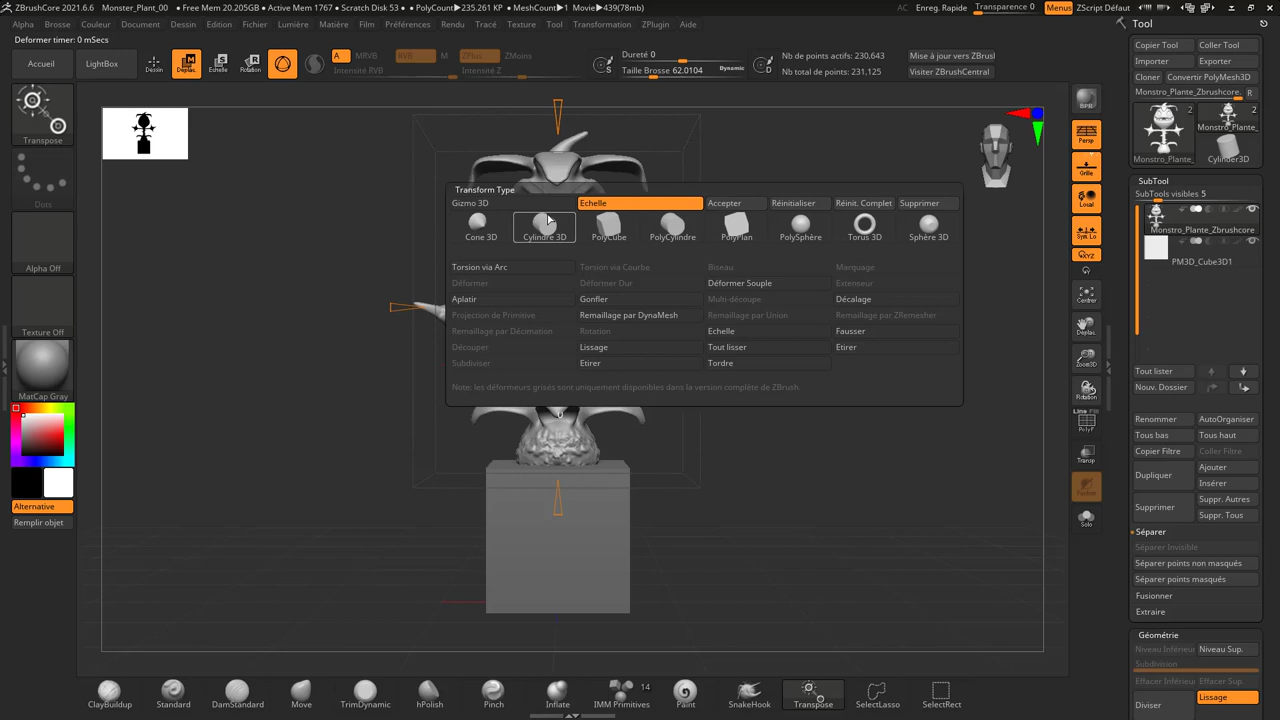 ZBrushCore 2021.6.6 Monster_Plant_00 • Free Mem 20.205GB • Active Mem 1767 • Scratch Disk 53 • PolyCount▸235.261 KP • MeshCount▸1 Movie▸439(78mb) AC Enreg. Rapide Transparence 0 Menus ZScript Défaut
Alpha Brosse Couleur Document Dessin Edition Fichier Lumière Matière Film Préférences Rendu Tracé Texture Tool Transformation ZPlugin Aide
Deformer timer: 0 mSecs
Accueil LightBox Dessin Deplac. Echelle Rotation A MRVB RVB M ZPlus ZMoins
Intensité RVB Intensité Z
Dureté 0
Taille Brosse 62.0104 Dynamic
Nb de points actifs: 230,643
Nb total de points: 231,125
Mise à jour vers ZBrush
Visiter ZBrushCentral
Transpose
Dots
Alpha Off
Texture Off
MatCap Gray
Alternative
Remplir objet
Transform Type
Gizmo 3D Echelle Accepter Réinitialiser Réinit. Complet Supprimer
Cone 3D Cylindre 3D PolyCube PolyCylindre PolyPlan PolySphère Torus 3D Sphère 3D
Torsion via Arc Torsion via Courbe Biseau Marquage
Déformer Déformer Dur Déformer Souple Extenseur
Aplatir Gonfler Multi-découpe Décalage
Projection de Primitive Remaillage par DynaMesh Remaillage par Union Remaillage par ZRemesher
Remaillage par Décimation Rotation Echelle Fausser
Découper Lissage Tout lisser Etirer
Subdiviser Etirer Tordre
Note: les déformeurs grisés sont uniquement disponibles dans la version complète de ZBrush.
BPR
Persp
Grille
Local
Sym Lo
XYZ
Centrer
Déplac.
Zoom3D
Rotation
Line Fill
PolyF
Transp
Solo
Tool
Copier Tool Coller Tool
Importer Exporter
Cloner Convertir PolyMesh3D
Monstro_Plante_Zbrushcore. R
2 2
Monstro_Plante_
Monstro_Plante_ Cylinder3D
SubTool
SubTools visibles 5
Monstro_Plante_Zbrushcore
PM3D_Cube3D1
Tout lister
Nouv. Dossier
Renommer AutoOrganiser
Tous bas Tous haut
Copier Filtre Coller Filtre
Dupliquer Ajouter
Insérer
Supprimer Suppr. Autres
Suppr. Tous
Séparer
Séparer Invisible
Séparer points non masqués
Séparer points masqués
Fusionner
Extraire
Géométrie
Niveau Inférieur Niveau Sup.
Subdivision
Effacer Inférieur Effacer Sup.
Diviser Lissage
ClayBuildup Standard DamStandard Move TrimDynamic hPolish Pinch Inflate IMM Primitives 14 Paint SnakeHook Transpose SelectLasso SelectRect